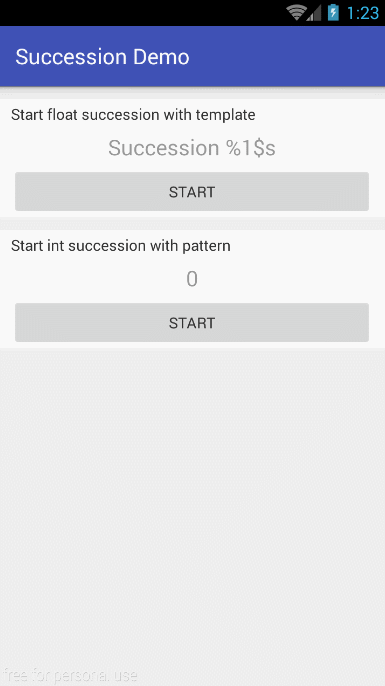 1:23
Succession Demo
Start float succession with template
Succession %1$s
START
Start int succession with pattern
0
START
free for personal use